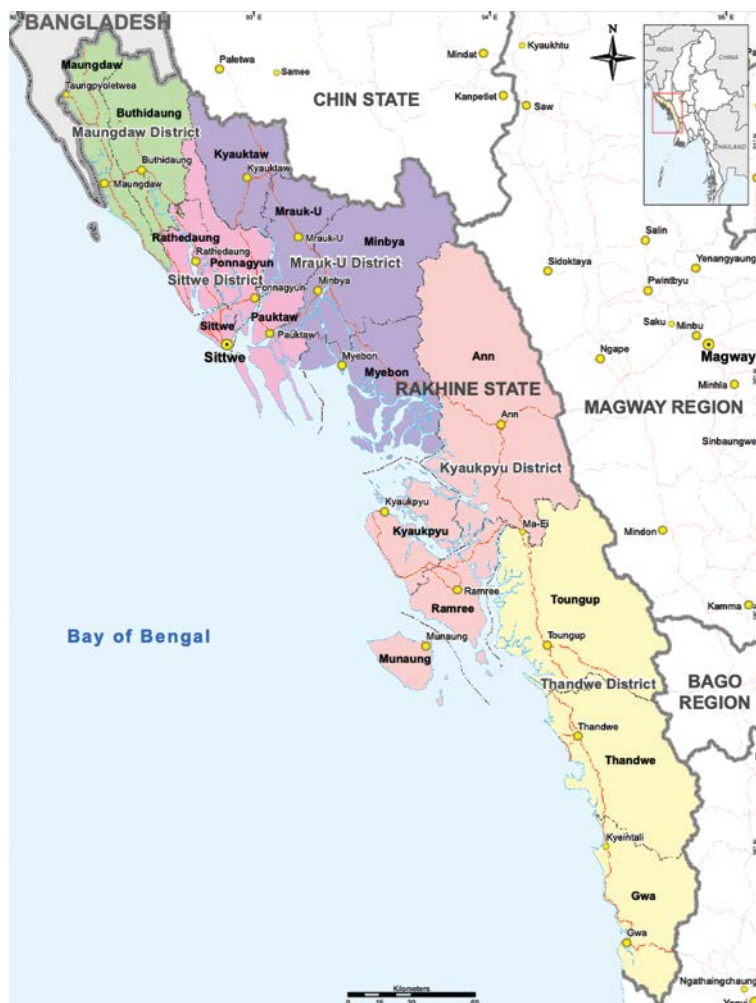 92° E
93° E
94° E
95° E
BANGLADESH
N
Maungdaw
Paletwa
Mindat
Kyaukhtu
INDIA
CHINA
Samee
Taungpyoletwea
CHIN STATE
Kanpetlet
Saw
Buthidaung
Maungdaw District
THAILAND
Kyauktaw
Buthidaung
Kyauktaw
Maungdaw
Mrauk-U
Rathedaung
Mrauk-U
Minbya
Salin
Rathedaung
Ponnagyun
Mrauk-U District
Sidoktaya
Yenangyaung
Sittwe District
Minbya
Pwintbyu
Ponnagyun
Pauktaw
Saku
Minbu
Sittwe
Pauktaw
Sittwe
Magway
Ann
Ngape
Myebon
Myebon
RAKHINE STATE
Minhla
MAGWAY REGION
Ann
Sinbaungwe
Kyaukpyu District
Kyaukpyu
Kyaukpyu
Ma-Ei
Mindon
Ramree
Toungup
Kamma
Ramree
Bay of Bengal
Munaung
Toungup
Munaung
BAGO
REGION
Thandwe District
Thandwe
Thandwe
Kyeintali
Gwa
Gwa
Kilometers
Ngathaingchaung